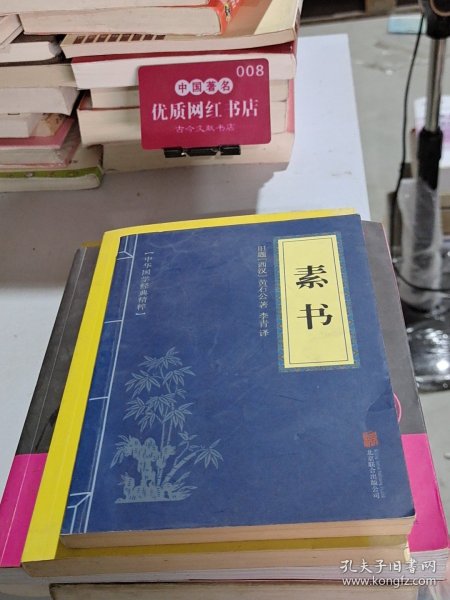 008
中国著名
优质网红书店
古今文献书店
素书
旧题［西汉］黄石公著 李青译
【中华国学经典精粹】
北京联合出版公司
孔夫子旧书网
www.kongfz.com